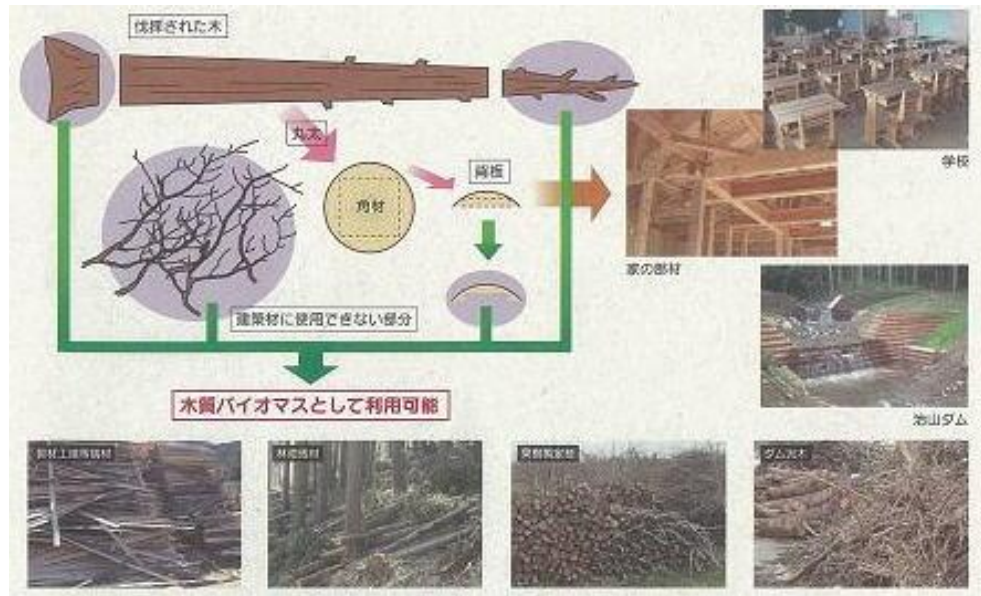 伐採された木
丸太
背板
角材
学校
家の部材
建築材に使用できない部分
木質バイオマスとして利用可能
治山ダム
製材工場等残材
林地残材
果樹剪定枝
ダム流木